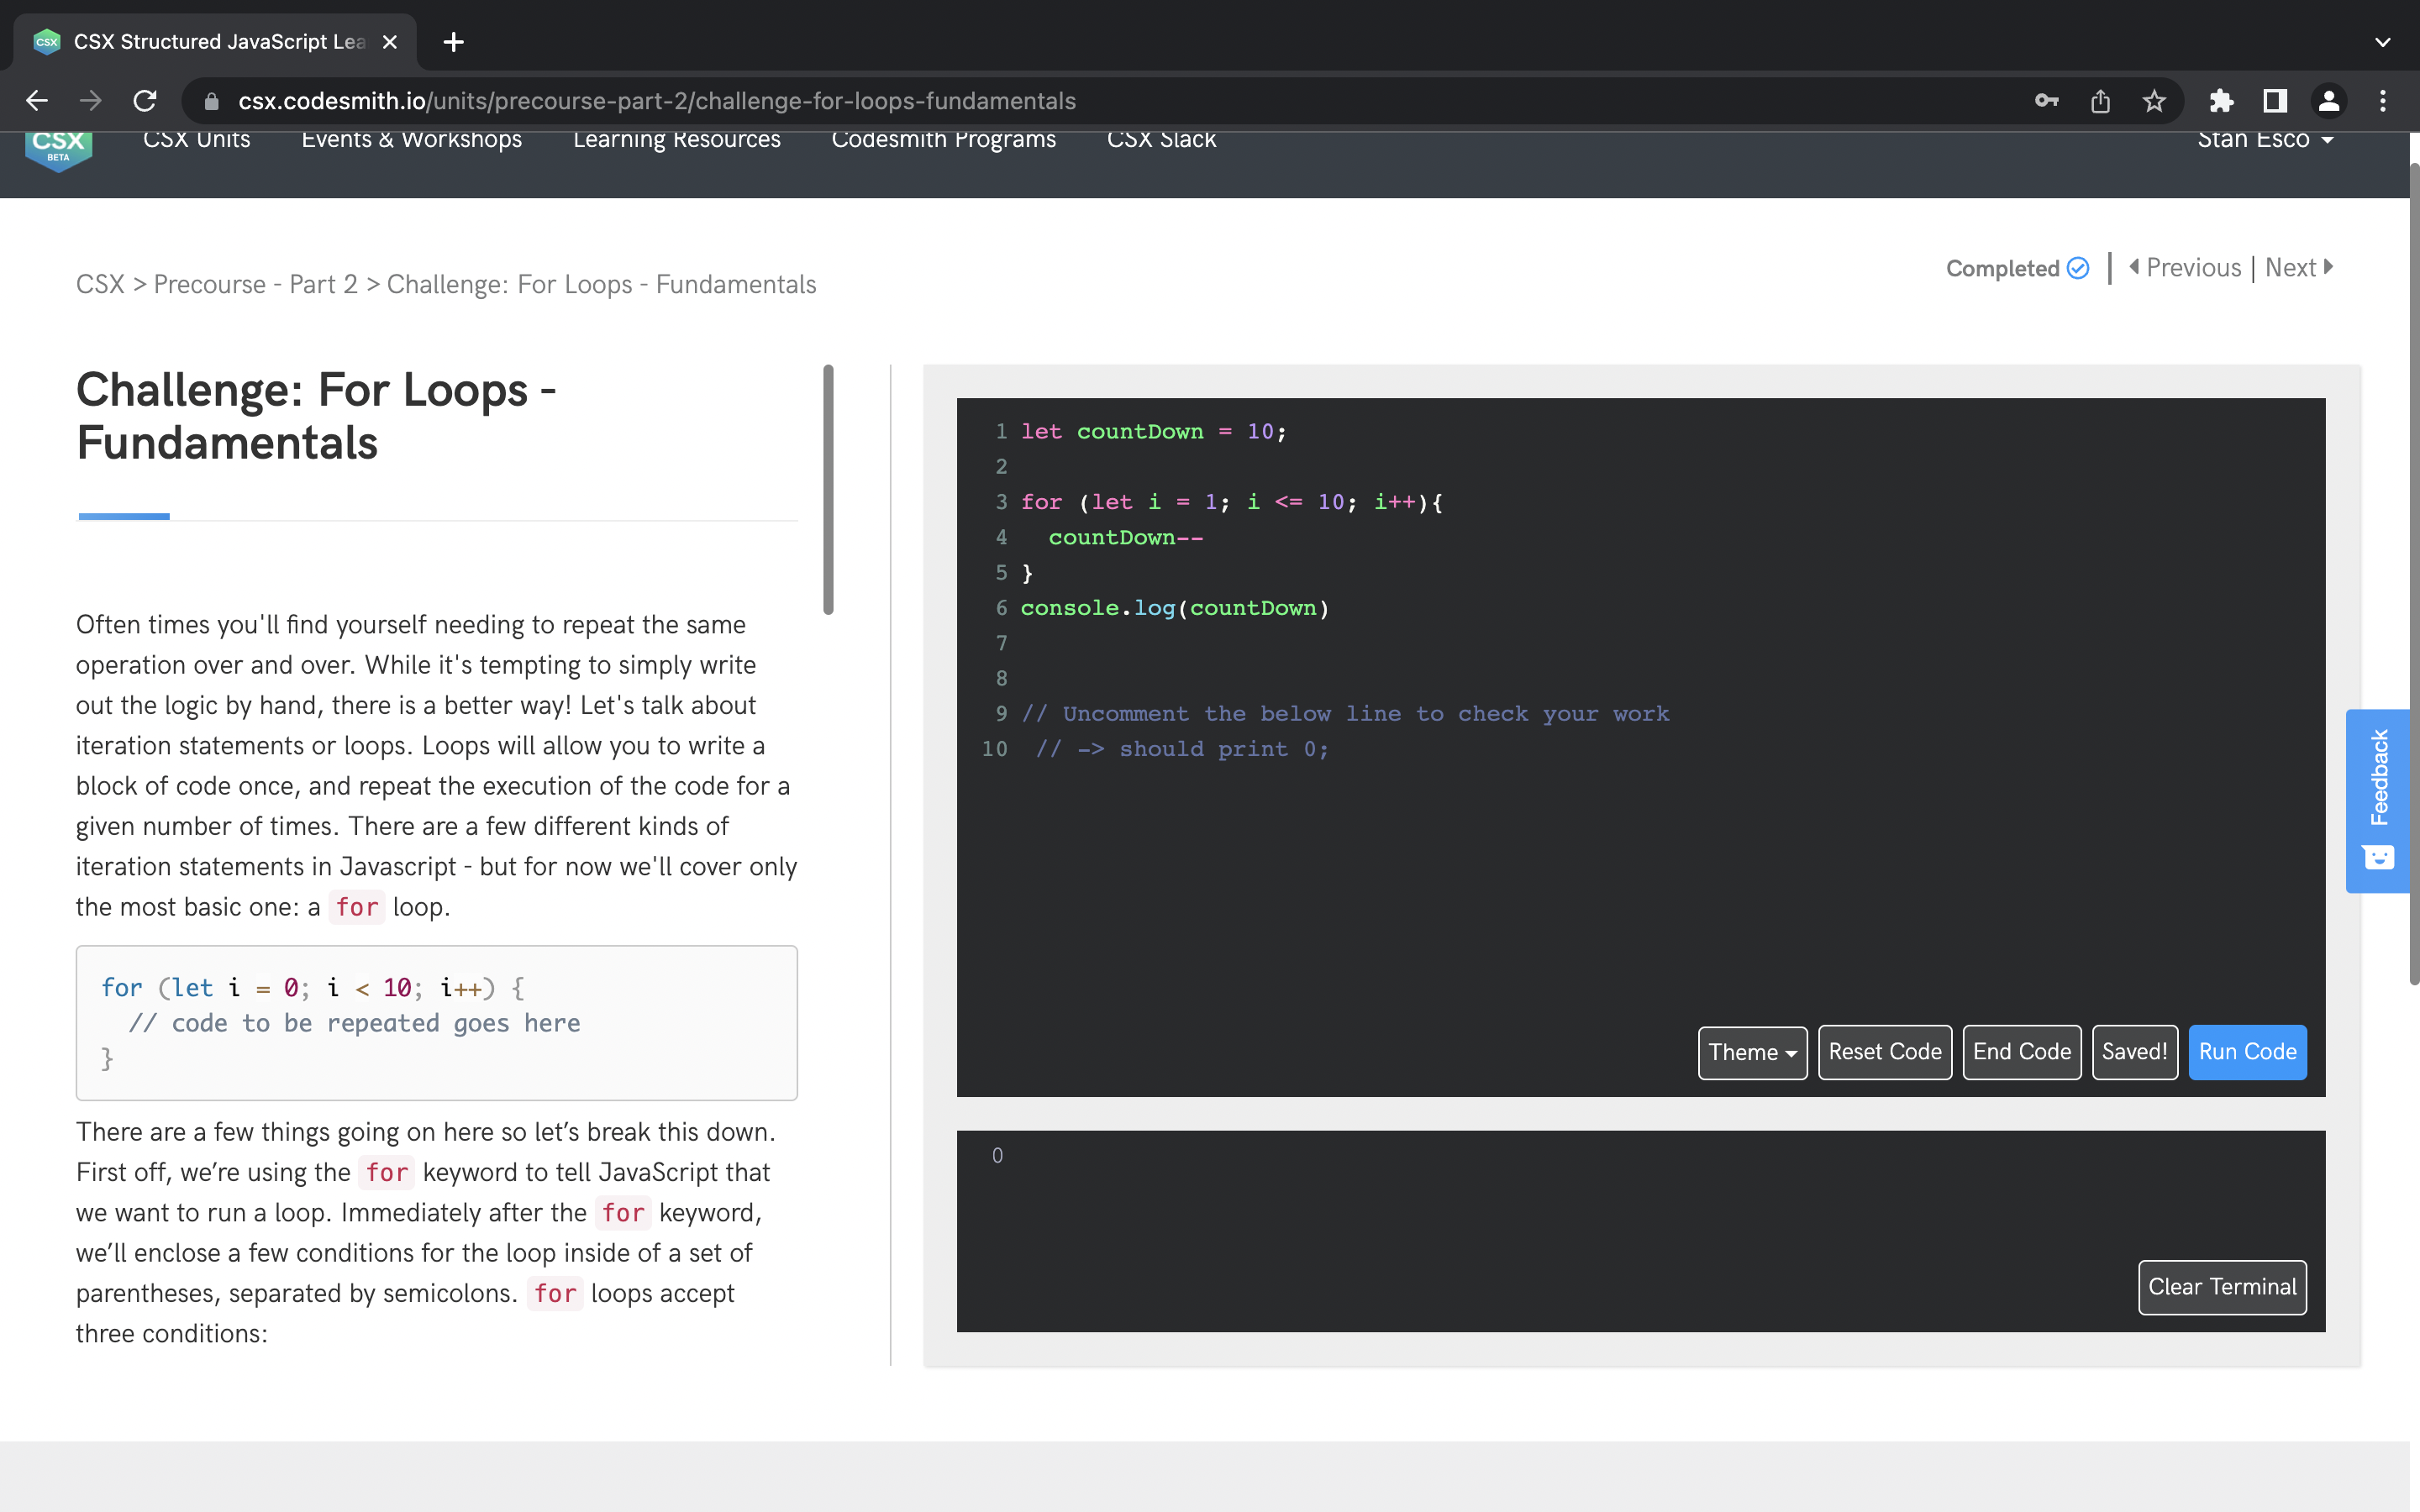 CSX Structured JavaScript Lea
csx.codesmith.io/units/precourse-part-2/challenge-for-loops-fundamentals
CSX
BETA
CSX Units
Events & Workshops
Learning Resources
Codesmith Programs
CSX Slack
Stan Esco
CSX > Precourse - Part 2 > Challenge: For Loops - Fundamentals
Completed | Previous | Next
Challenge: For Loops -
Fundamentals
Often times you'll find yourself needing to repeat the same
operation over and over. While it's tempting to simply write
out the logic by hand, there is a better way! Let's talk about
iteration statements or loops. Loops will allow you to write a
block of code once, and repeat the execution of the code for a
given number of times. There are a few different kinds of
iteration statements in Javascript - but for now we'll cover only
the most basic one: a for loop.
for (let i = 0; i < 10; i++) {
// code to be repeated goes here
}
There are a few things going on here so let’s break this down.
First off, we’re using the for keyword to tell JavaScript that
we want to run a loop. Immediately after the for keyword,
we’ll enclose a few conditions for the loop inside of a set of
parentheses, separated by semicolons. for loops accept
three conditions:
1 let countDown = 10;
2
3 for (let i = 1; i <= 10; i++){
4 countDown--
5 }
6 console.log(countDown)
7
8
9 // Uncomment the below line to check your work
10 // -> should print 0;
Theme
Reset Code
End Code
Saved!
Run Code
0
Clear Terminal
Feedback